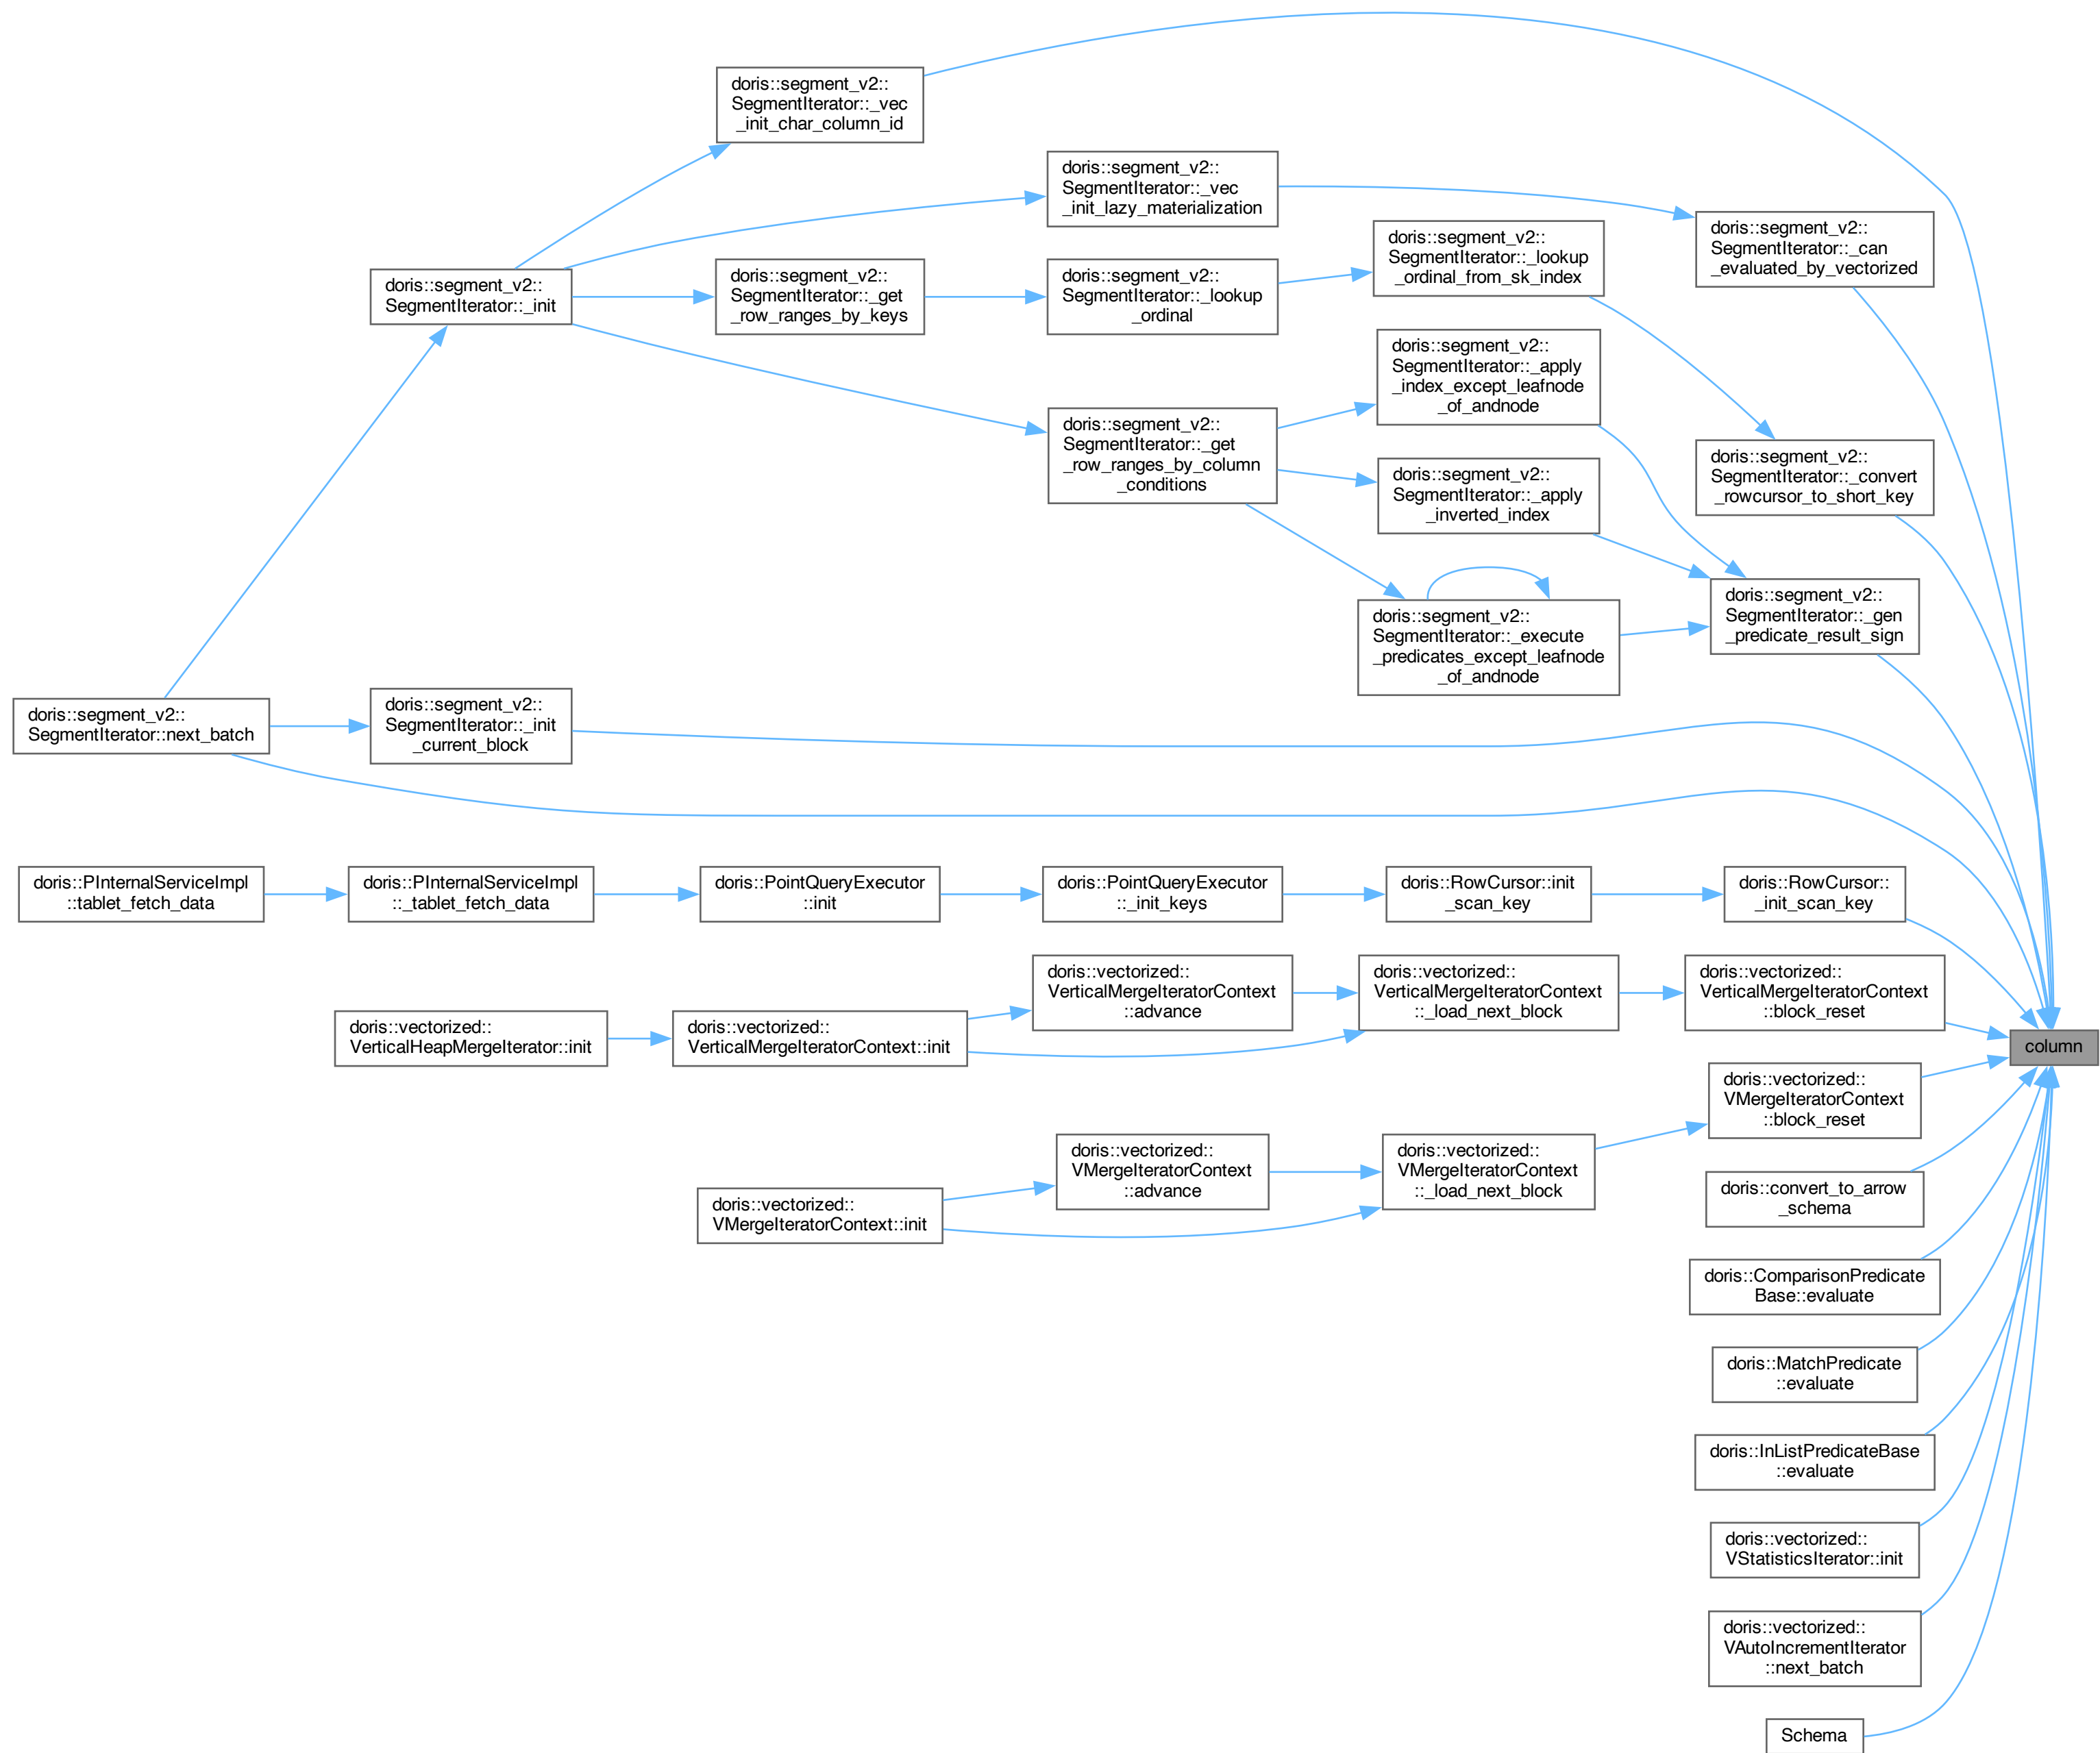 doris::segment_v2::
SegmentIterator::_vec
_init_char_column_id
doris::segment_v2::
SegmentIterator::_vec
_init_lazy_materialization
doris::segment_v2::
SegmentIterator::_can
_evaluated_by_vectorized
doris::segment_v2::
SegmentIterator::_lookup
_ordinal_from_sk_index
doris::segment_v2::
SegmentIterator::_init
doris::segment_v2::
SegmentIterator::_get
_row_ranges_by_keys
doris::segment_v2::
SegmentIterator::_lookup
_ordinal
doris::segment_v2::
SegmentIterator::_apply
_index_except_leafnode
_of_andnode
doris::segment_v2::
SegmentIterator::_get
_row_ranges_by_column
_conditions
doris::segment_v2::
SegmentIterator::_convert
_rowcursor_to_short_key
doris::segment_v2::
SegmentIterator::_apply
_inverted_index
doris::segment_v2::
SegmentIterator::_gen
_predicate_result_sign
doris::segment_v2::
SegmentIterator::_execute
_predicates_except_leafnode
_of_andnode
doris::segment_v2::
SegmentIterator::next_batch
doris::segment_v2::
SegmentIterator::_init
_current_block
doris::PInternalServiceImpl
::tablet_fetch_data
doris::PInternalServiceImpl
::_tablet_fetch_data
doris::PointQueryExecutor
::init
doris::PointQueryExecutor
::_init_keys
doris::RowCursor::init
_scan_key
doris::RowCursor::
_init_scan_key
doris::vectorized::
VerticalMergeIteratorContext
::advance
doris::vectorized::
VerticalMergeIteratorContext
::_load_next_block
doris::vectorized::
VerticalMergeIteratorContext
::block_reset
doris::vectorized::
VerticalHeapMergeIterator::init
doris::vectorized::
VerticalMergeIteratorContext::init
column
doris::vectorized::
VMergeIteratorContext
::block_reset
doris::vectorized::
VMergeIteratorContext
::advance
doris::vectorized::
VMergeIteratorContext
::_load_next_block
doris::vectorized::
VMergeIteratorContext::init
doris::convert_to_arrow
_schema
doris::ComparisonPredicate
Base::evaluate
doris::MatchPredicate
::evaluate
doris::InListPredicateBase
::evaluate
doris::vectorized::
VStatisticsIterator::init
doris::vectorized::
VAutoIncrementIterator
::next_batch
Schema